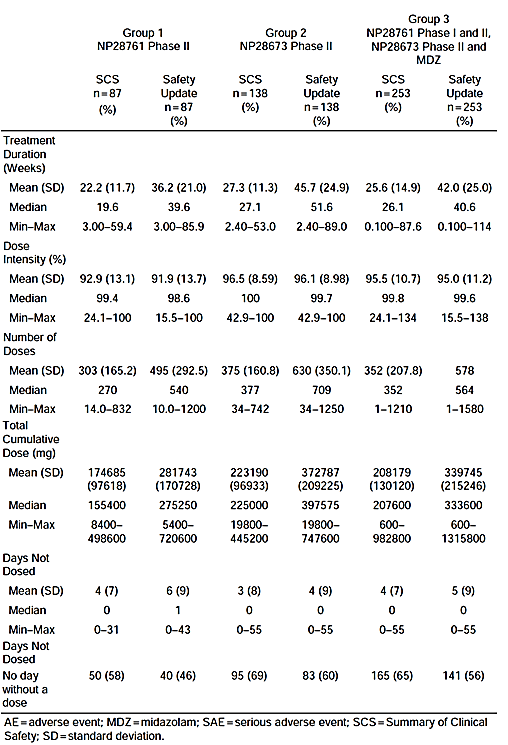 Group 1
NP28761 Phase II
Group 2
NP28673 Phase II
Group 3
NP28761 Phase I and II,
NP28673 Phase II and
MDZ
SCS
n=87
(%)
Safety
Update
n=87
(%)
SCS
n=138
(%)
Safety
Update
n=138
(%)
SCS
n=253
(%)
Safety
Update
n=253
(%)
Treatment
Duration
(Weeks)
Mean (SD) 22.2 (11.7) 36.2 (21.0) 27.3 (11.3) 45.7 (24.9) 25.6 (14.9) 42.0 (25.0)
Median 19.6 39.6 27.1 51.6 26.1 40.6
Min–Max 3.00–59.4 3.00–85.9 2.40–53.0 2.40–89.0 0.100–87.6 0.100–114
Dose
Intensity (%)
Mean (SD) 92.9 (13.1) 91.9 (13.7) 96.5 (8.59) 96.1 (8.98) 95.5 (10.7) 95.0 (11.2)
Median 99.4 98.6 100 99.7 99.8 99.6
Min–Max 24.1–100 15.5–100 42.9–100 42.9–100 24.1–134 15.5–138
Number of
Doses
Mean (SD) 303 (165.2) 495 (292.5) 375 (160.8) 630 (350.1) 352 (207.8) 578
Median 270 540 377 709 352 564
Min–Max 14.0–832 10.0–1200 34–742 34–1250 1–1210 1–1580
Total
Cumulative
Dose (mg)
Mean (SD) 174685 (97618) 281743 (170728) 223190 (96933) 372787 (209225) 208179 (130120) 339745 (215246)
Median 155400 275250 225000 397575 207600 333600
Min–Max 8400–498600 5400–720600 19800–445200 19800–747600 600–982800 600–1315800
Days Not
Dosed
Mean (SD) 4 (7) 6 (9) 3 (8) 4 (9) 4 (7) 5 (9)
Median 0 1 0 0 0 0
Min–Max 0–31 0–43 0–55 0–55 0–55 0–55
Days Not
Dosed
No day
without a
dose
50 (58) 40 (46) 95 (69) 83 (60) 165 (65) 141 (56)
AE=adverse event; MDZ=midazolam; SAE=serious adverse event; SCS=Summary of Clinical
Safety; SD=standard deviation.